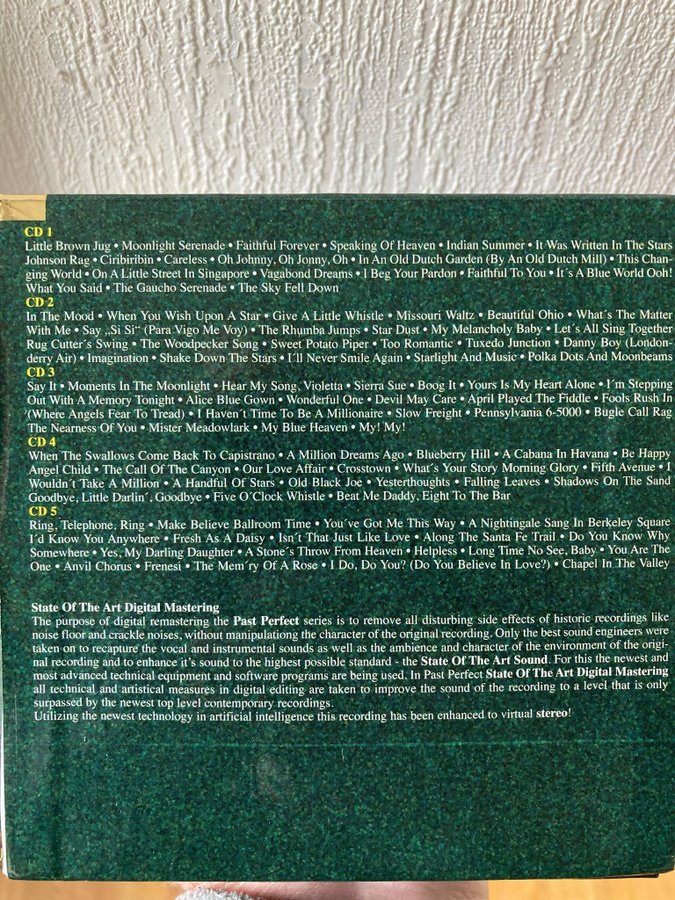 CD 1
Little Brown Jug • Moonlight Serenade • Faithful Forever • Speaking Of Heaven • Indian Summer • It Was Written In The Stars
Johnson Rag • Ciribiribin • Careless • Oh Johnny, Oh Jonny, Oh • In An Old Dutch Garden (By An Old Dutch Mill) • This Chan-
ging World • On A Little Street In Singapore • Vagabond Dreams • I Beg Your Pardon • Faithful To You • It´s A Blue World Ooh!
What You Said • The Gaucho Serenade • The Sky Fell Down
CD 2
In The Mood • When You Wish Upon A Star • Give A Little Whistle • Missouri Waltz • Beautiful Ohio • What´s The Matter
With Me • Say „Si Si“ (Para Vigo Me Voy) • The Rhumba Jumps • Star Dust • My Melancholy Baby • Let´s All Sing Together
Rug Cutter´s Swing • The Woodpecker Song • Sweet Potato Piper • Too Romantic • Tuxedo Junction • Danny Boy (London-
derry Air) • Imagination • Shake Down The Stars • I´ll Never Smile Again • Starlight And Music • Polka Dots And Moonbeams
CD 3
Say It • Moments In The Moonlight • Hear My Song, Violetta • Sierra Sue • Boog It • Yours Is My Heart Alone • I´m Stepping
Out With A Memory Tonight • Alice Blue Gown • Wonderful One • Devil May Care • April Played The Fiddle • Fools Rush In
(Where Angels Fear To Tread) • I Haven´t Time To Be A Millionaire • Slow Freight • Pennsylvania 6-5000 • Bugle Call Rag
The Nearness Of You • Mister Meadowlark • My Blue Heaven • My! My!
CD 4
When The Swallows Come Back To Capistrano • A Million Dreams Ago • Blueberry Hill • A Cabana In Havana • Be Happy
Angel Child • The Call Of The Canyon • Our Love Affair • Crosstown • What´s Your Story Morning Glory • Fifth Avenue • I
Wouldn´t Take A Million • A Handful Of Stars • Old Black Joe • Yesterthoughts • Falling Leaves • Shadows On The Sand
Goodbye, Little Darlin´, Goodbye • Five O´Clock Whistle • Beat Me Daddy, Eight To The Bar
CD 5
Ring, Telephone, Ring • Make Believe Ballroom Time • You´ve Got Me This Way • A Nightingale Sang In Berkeley Square
I´d Know You Anywhere • Fresh As A Daisy • Isn´t That Just Like Love • Along The Santa Fe Trail • Do You Know Why
Somewhere • Yes, My Darling Daughter • A Stone´s Throw From Heaven • Helpless • Long Time No See, Baby • You Are The
One • Anvil Chorus • Frenesi • The Mem´ry Of A Rose • I Do, Do You? (Do You Believe In Love?) • Chapel In The Valley
State Of The Art Digital Mastering
The purpose of digital remastering the Past Perfect series is to remove all disturbing side effects of historic recordings like
noise floor and crackle noises, without manipulationg the character of the original recording. Only the best sound engineers were
taken on to recapture the vocal and instrumental sounds as well as the ambience and character of the environment of the origi-
nal recording and to enhance it´s sound to the highest possible standard - the State Of The Art Sound. For this the newest and
most advanced technical equipment and software programs are being used. In Past Perfect State Of The Art Digital Mastering
all technical and artistical measures in digital editing are taken to improve the sound of the recording to a level that is only
surpassed by the newest top level contemporary recordings.
Utilizing the newest technology in artificial intelligence this recording has been enhanced to virtual stereo!